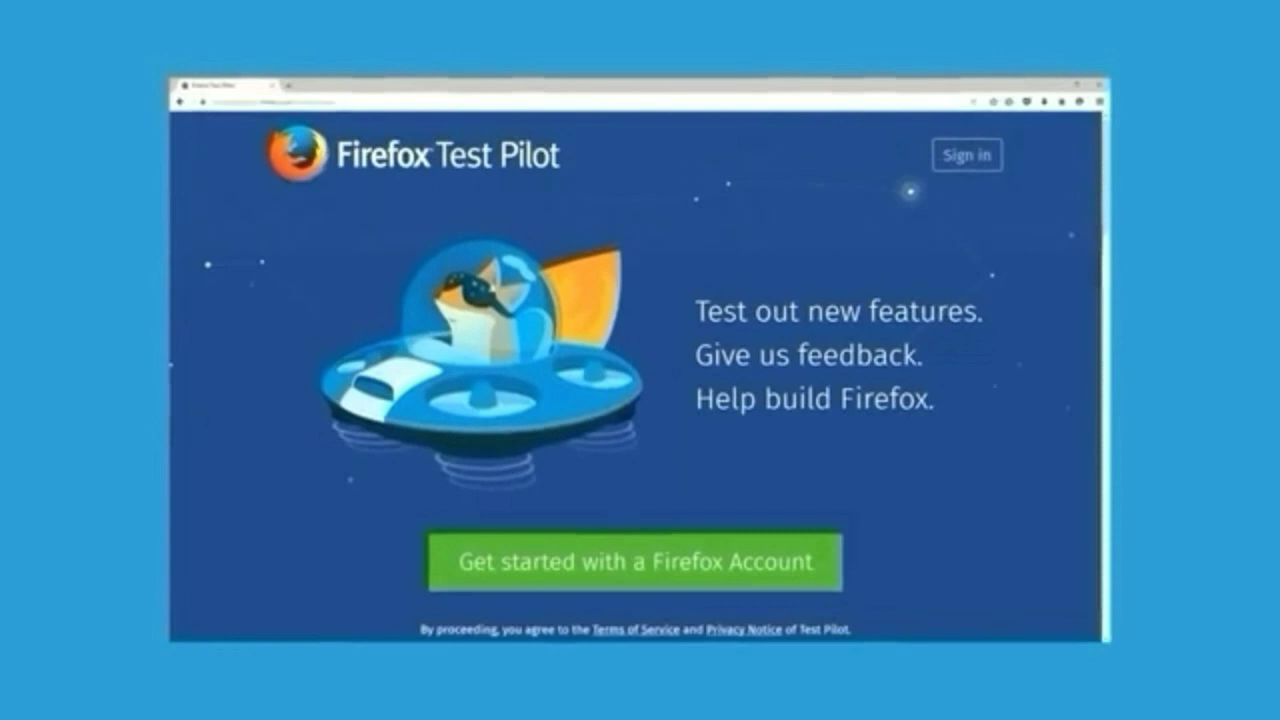 Firefox Test Pilot
Sign in
Test out new features.
Give us feedback.
Help build Firefox.
Get started with a Firefox Account
By proceeding, you agree to the Terms of Service and Privacy Notice of Test Pilot.